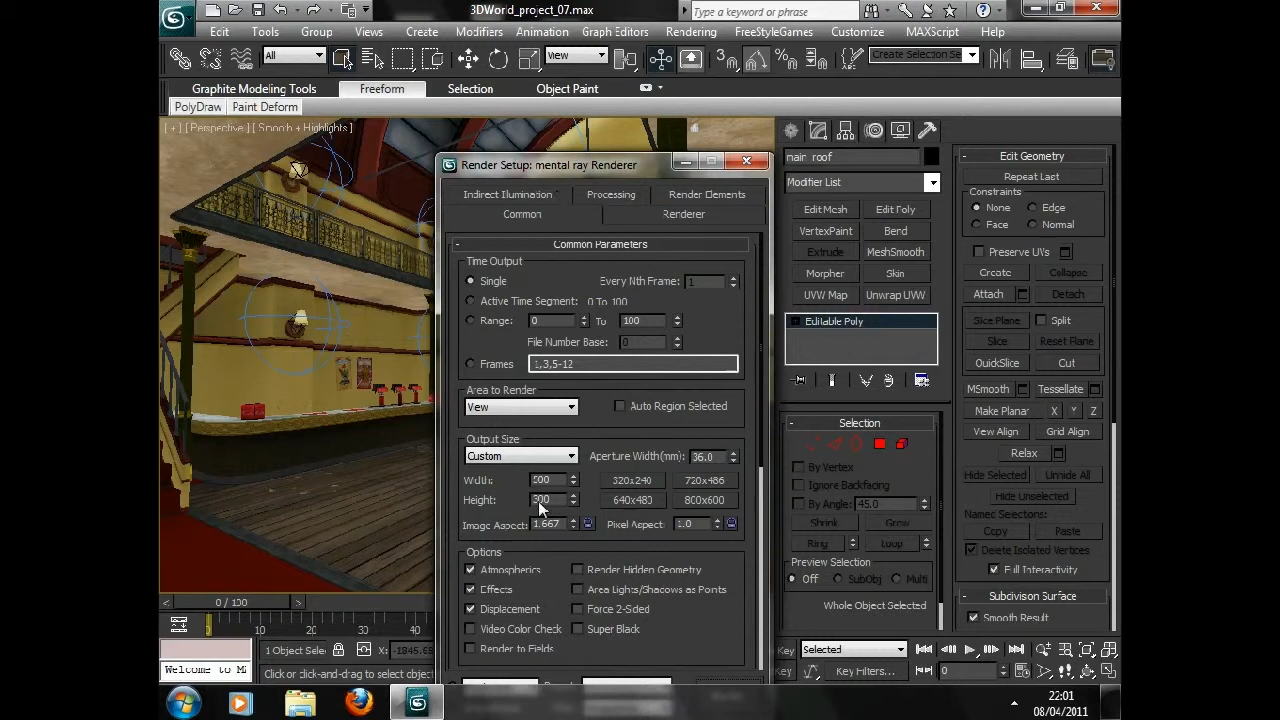 3DWorld_project_07.max
Type a keyword or phrase
Edit Tools Group Views Create Modifiers Animation Graph Editors Rendering FreeStyleGames Customize MAXScript Help
All View Create Selection Se
Graphite Modeling Tools Freeform Selection Object Paint
PolyDraw Paint Deform
[ + ] [ Perspective ] [ Smooth + Highlights ]
Render Setup: mental ray Renderer
Indirect Illumination Processing Render Elements
Common Renderer
- Common Parameters
Time Output
Single Every Nth Frame: 1
Active Time Segment: 0 To 100
Range: 0 To 100
File Number Base: 0
Frames 1,3,5-12
Area to Render
View Auto Region Selected
Output Size
Custom Aperture Width(mm): 36.0
Width: 500 320x240 720x486
Height: 300 640x480 800x600
Image Aspect: 1.667 Pixel Aspect: 1.0
Options
Atmospherics Render Hidden Geometry
Effects Area Lights/Shadows as Points
Displacement Force 2-Sided
Video Color Check Super Black
Render to Fields
main_roof
Modifier List
Edit Mesh Edit Poly
VertexPaint Bend
Extrude MeshSmooth
Morpher Skin
UVW Map Unwrap UVW
Editable Poly
- Selection
By Vertex
Ignore Backfacing
By Angle: 45.0
Shrink Grow
Ring Loop
Preview Selection
Off SubObj Multi
Whole Object Selected
- Edit Geometry
Repeat Last
Constraints
None Edge
Face Normal
Preserve UVs
Create Collapse
Attach Detach
Slice Plane Split
Slice Reset Plane
QuickSlice Cut
MSmooth Tessellate
Make Planar X Y Z
View Align Grid Align
Relax
Hide Selected Unhide All
Hide Unselected
Named Selections:
Copy Paste
Delete Isolated Vertices
Full Interactivity
- Subdivision Surface
Smooth Result
< 0 / 100 >
0 10 20 30 40
1 Object Sele X: -1845.65
Welcome to M Click or click-and-drag to select objec
Key Selected
Key Key Filters... 0
22:01
08/04/2011